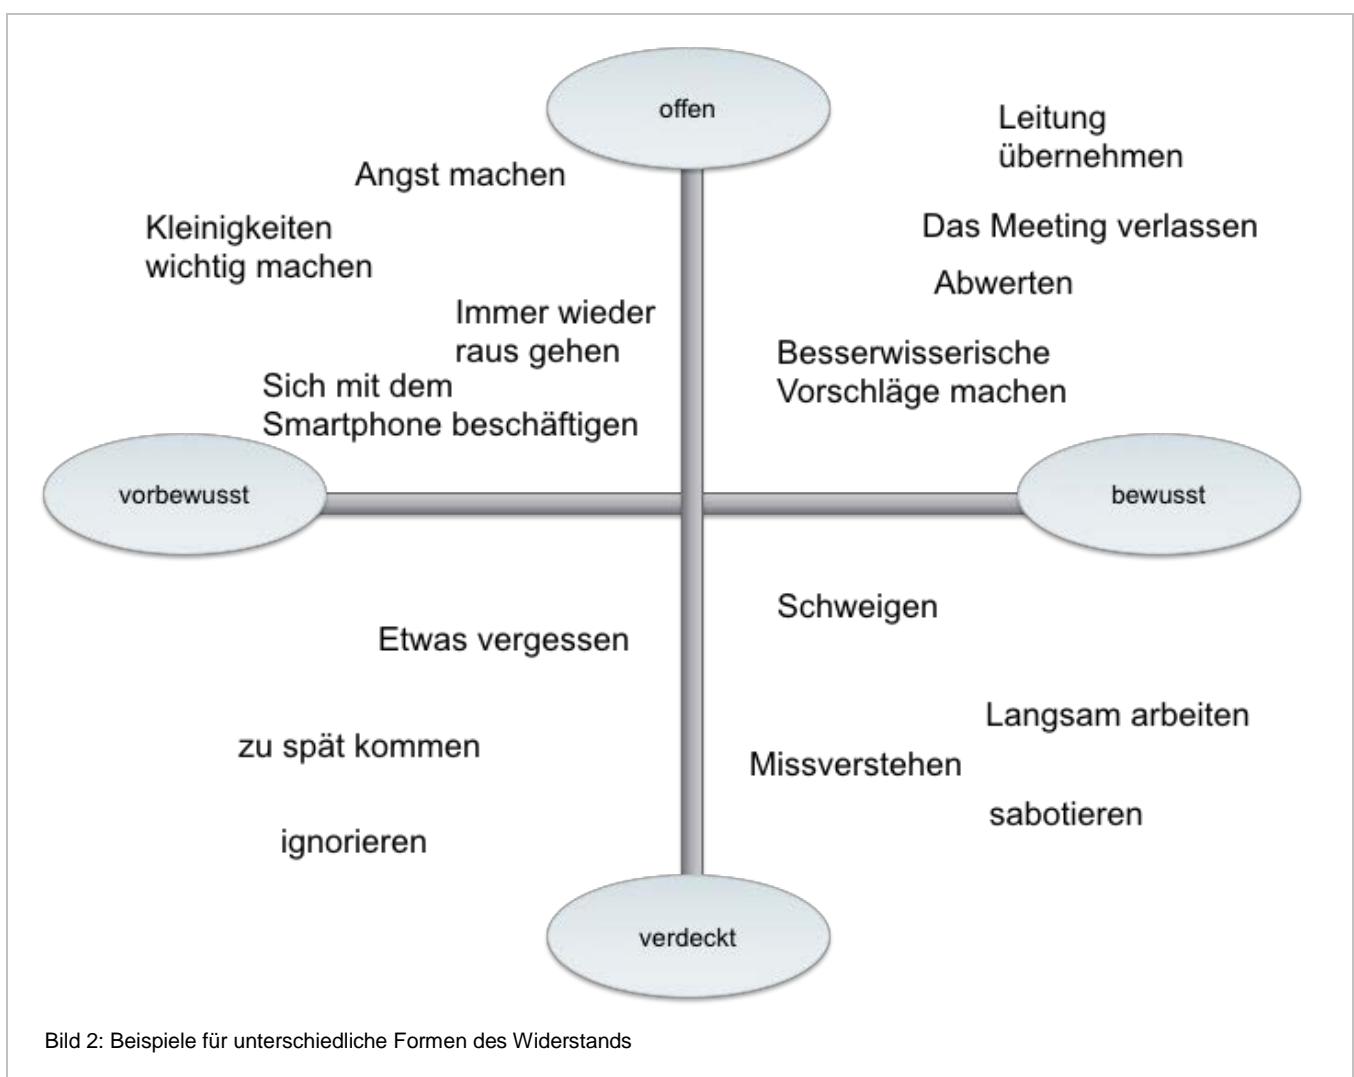 offen
Leitung
übernehmen
Angst machen
Kleinigkeiten
wichtig machen
Das Meeting verlassen
Abwerten
Immer wieder
raus gehen
Besserwisserische
Vorschläge machen
Sich mit dem
Smartphone beschäftigen
vorbewusst
bewusst
Schweigen
Etwas vergessen
Langsam arbeiten
zu spät kommen
Missverstehen
sabotieren
ignorieren
verdeckt
Bild 2: Beispiele für unterschiedliche Formen des Widerstands